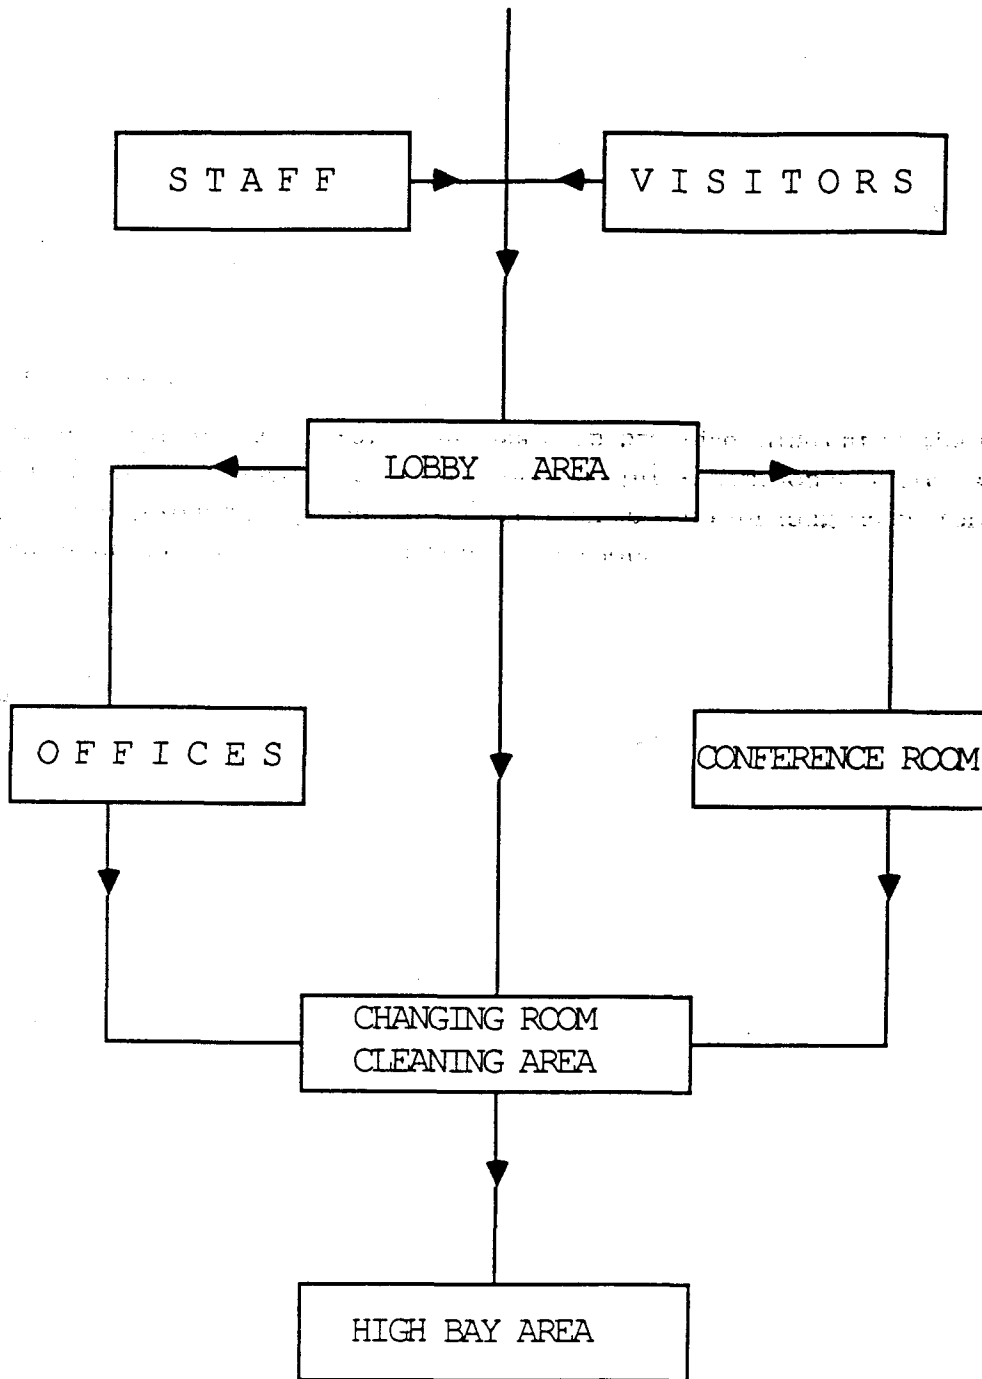 STAFF
VISITORS
LOBBY AREA
OFFICES
CONFERENCE ROOM
CHANGING ROOM
CLEANING AREA
HIGH BAY AREA